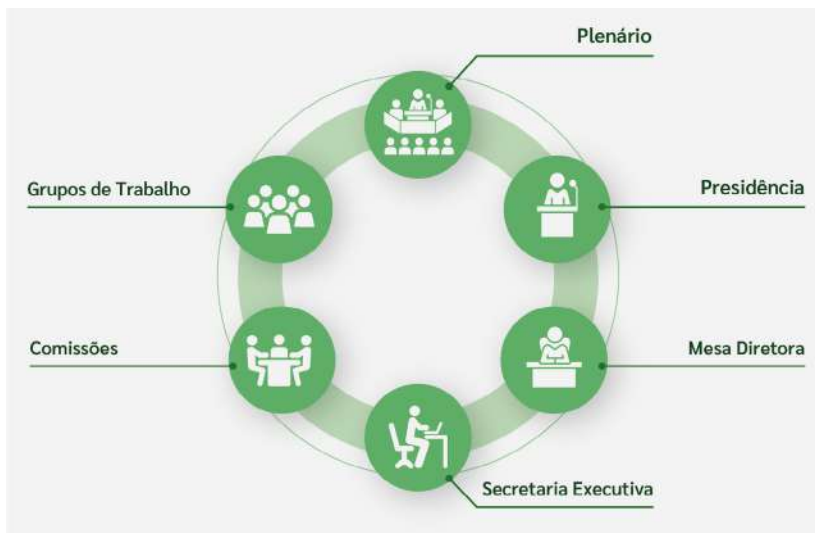 Plenário
Grupos de Trabalho
Presidência
Comissões
Mesa Diretora
Secretaria Executiva